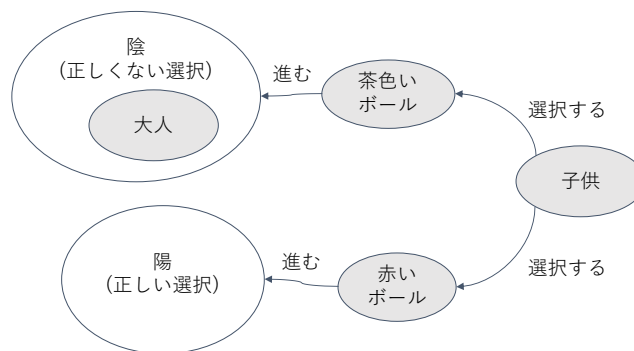 陰
（正しくない選択）
大人
進む
茶色い
ボール
選択する
子供
陽
（正しい選択）
進む
赤い
ボール
選択する